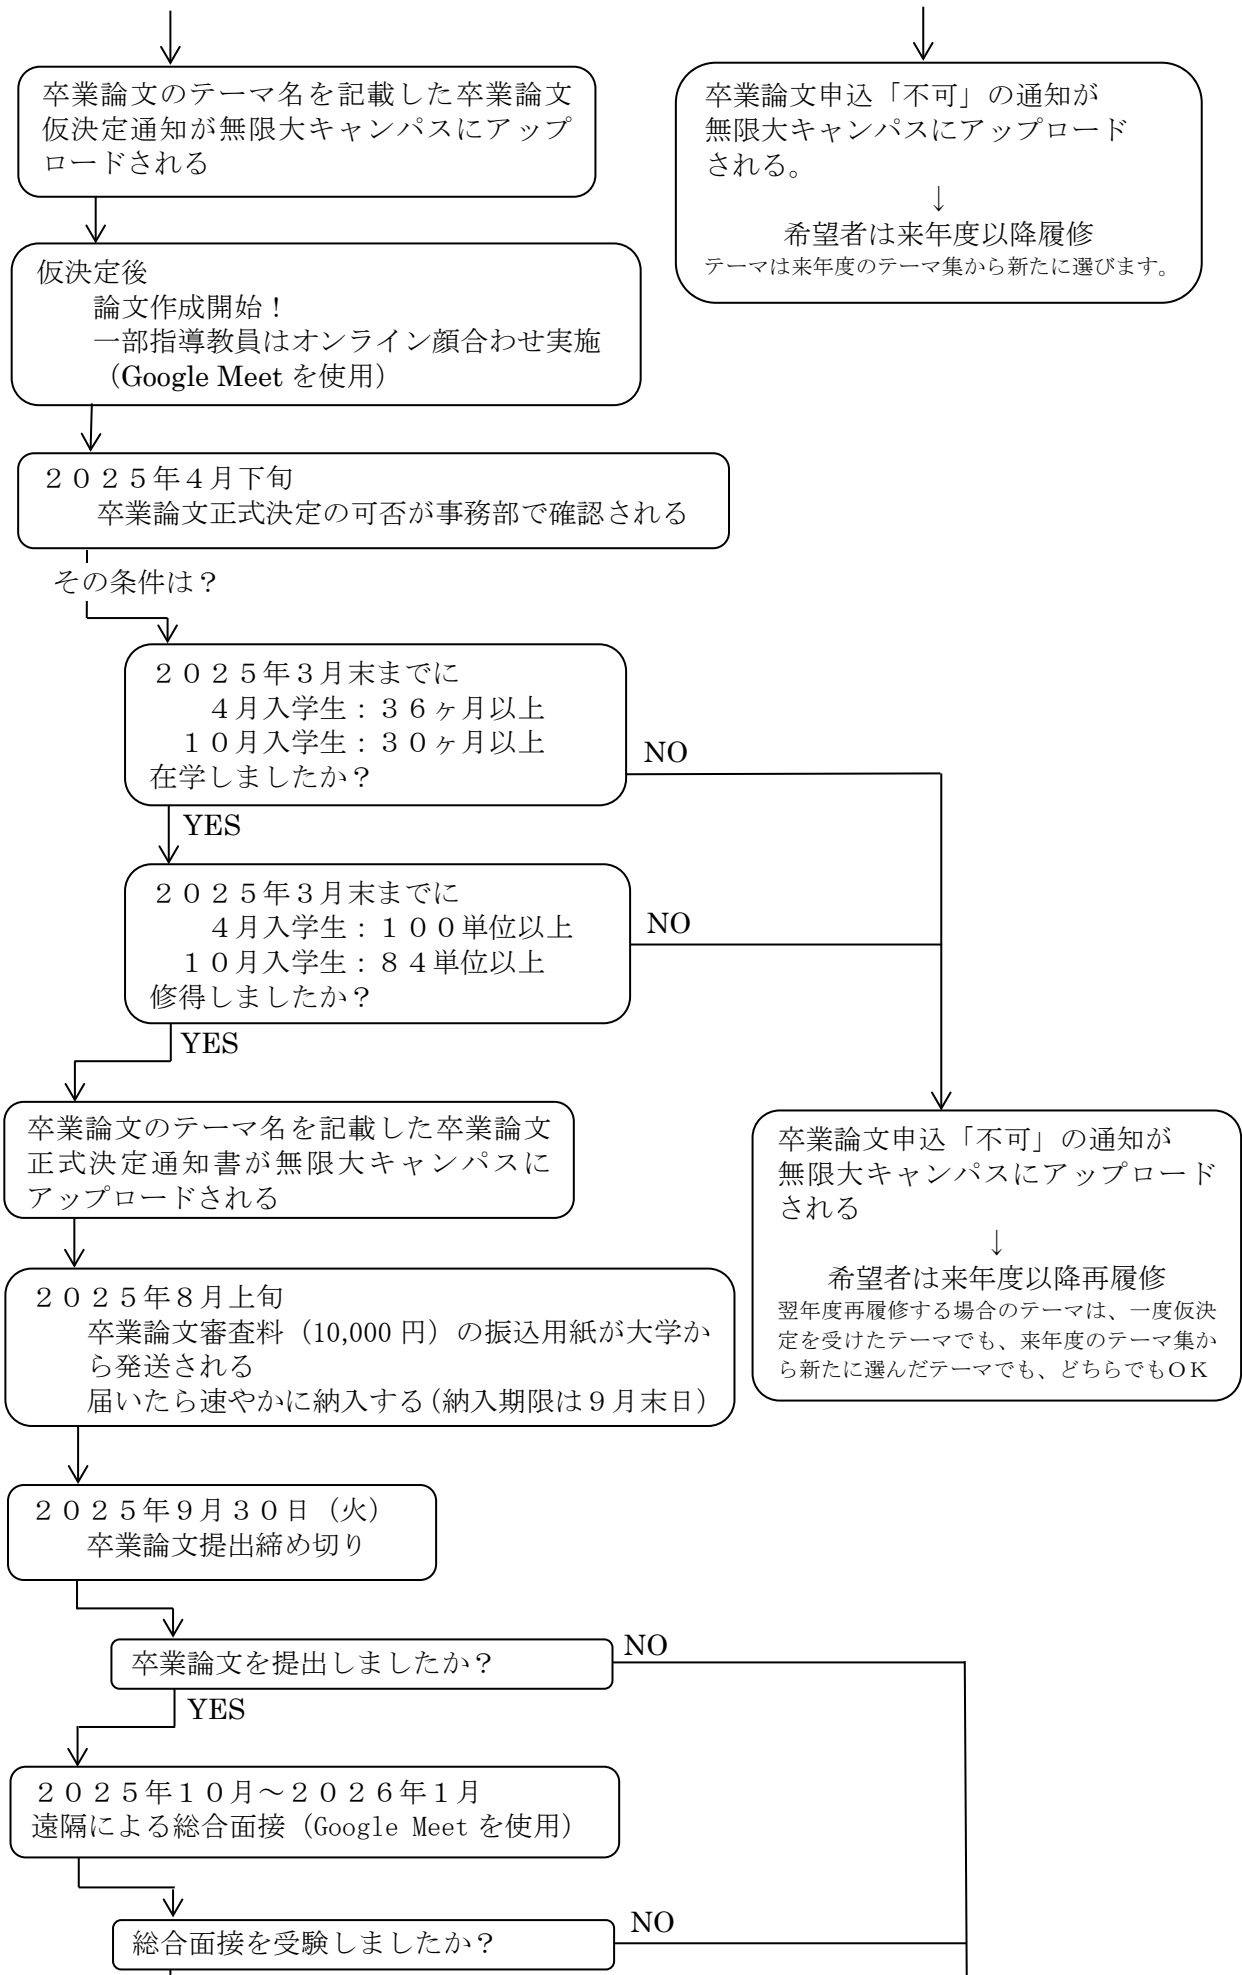 卒業論文のテーマ名を記載した卒業論文
仮決定通知が無限大キャンパスにアップ
ロードされる
卒業論文申込「不可」の通知が
無限大キャンパスにアップロード
される。
↓
希望者は来年度以降履修
テーマは来年度のテーマ集から新たに選びます。
仮決定後
論文作成開始！
一部指導教員はオンライン顔合わせ実施
（Google Meet を使用）
２０２５年４月下旬
卒業論文正式決定の可否が事務部で確認される
その条件は？
２０２５年３月末までに
４月入学生：３６ヶ月以上
１０月入学生：３０ヶ月以上
在学しましたか？
NO
YES
２０２５年３月末までに
４月入学生：１００単位以上
１０月入学生：８４単位以上
修得しましたか？
NO
YES
卒業論文のテーマ名を記載した卒業論文
正式決定通知書が無限大キャンパスに
アップロードされる
卒業論文申込「不可」の通知が
無限大キャンパスにアップロード
される
↓
希望者は来年度以降再履修
翌年度再履修する場合のテーマは、一度仮決
定を受けたテーマでも、来年度のテーマ集か
ら新たに選んだテーマでも、どちらでもＯＫ
２０２５年８月上旬
卒業論文審査料（10,000 円）の振込用紙が大学か
ら発送される
届いたら速やかに納入する（納入期限は９月末日）
２０２５年９月３０日（火）
卒業論文提出締め切り
卒業論文を提出しましたか？
NO
YES
２０２５年１０月～２０２６年１月
遠隔による総合面接（Google Meet を使用）
総合面接を受験しましたか？
NO